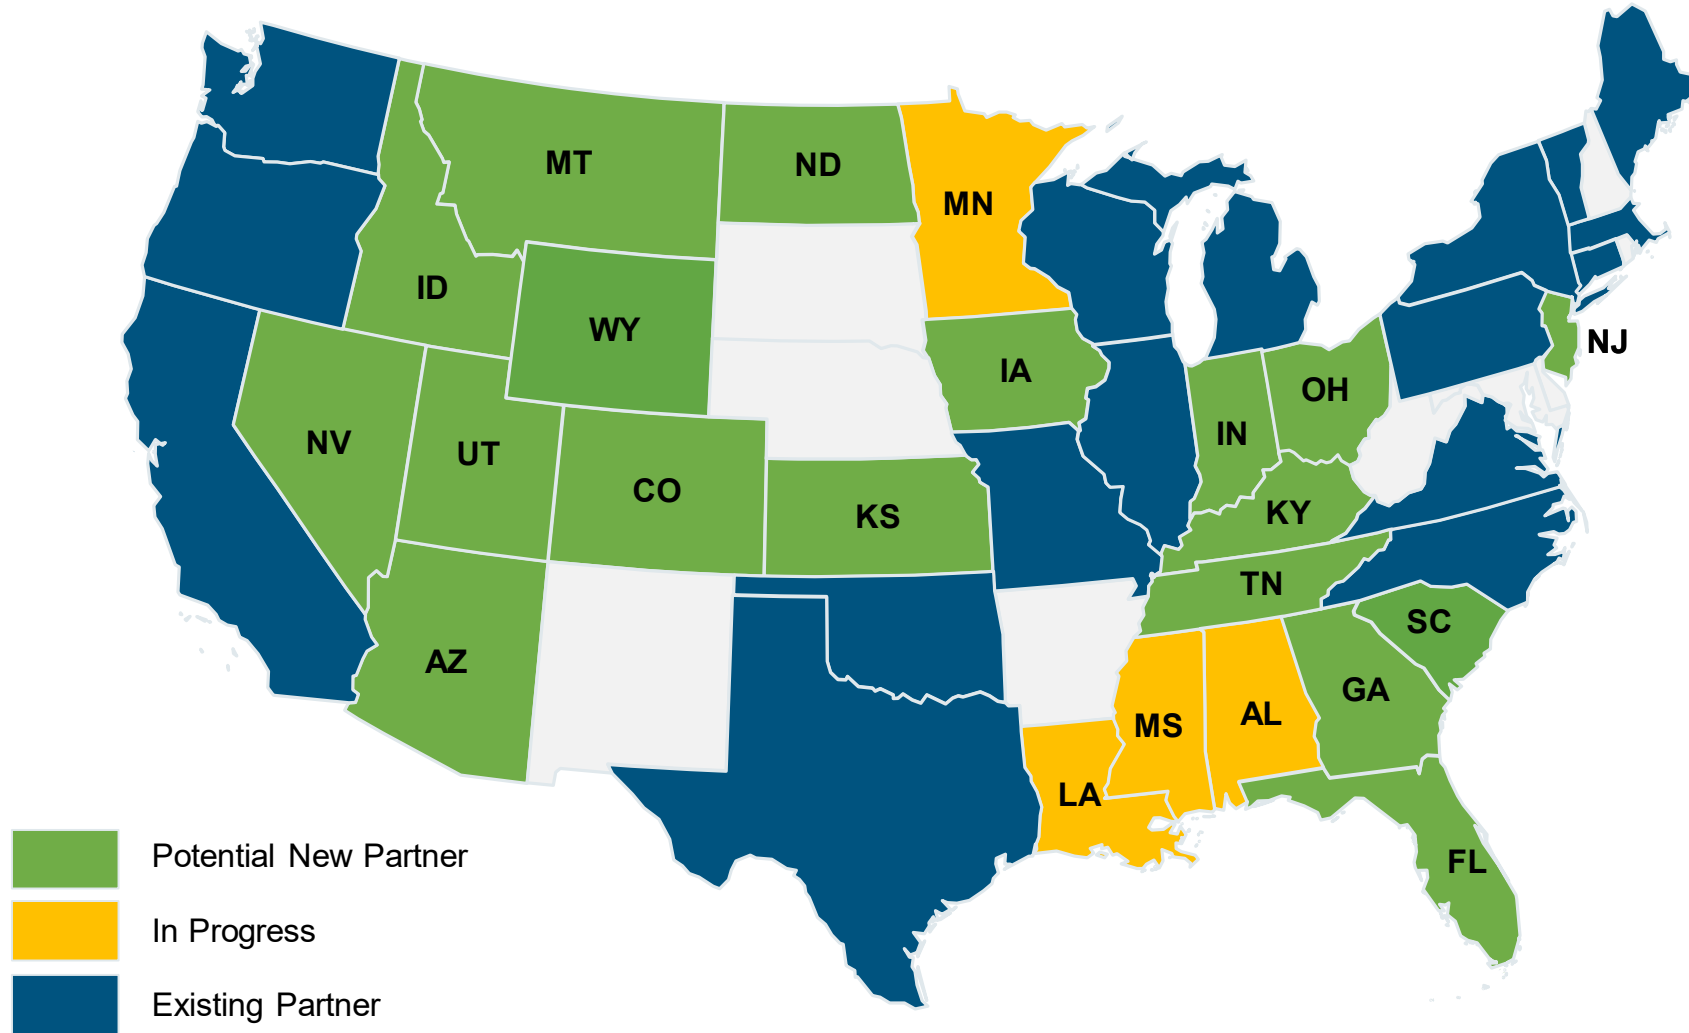 MT
ND
MN
ID
WY
IA
NJ
OH
NV
UT
IN
CO
KS
KY
TN
SC
AZ
GA
MS
AL
LA
FL
Potential New Partner
In Progress
Existing Partner